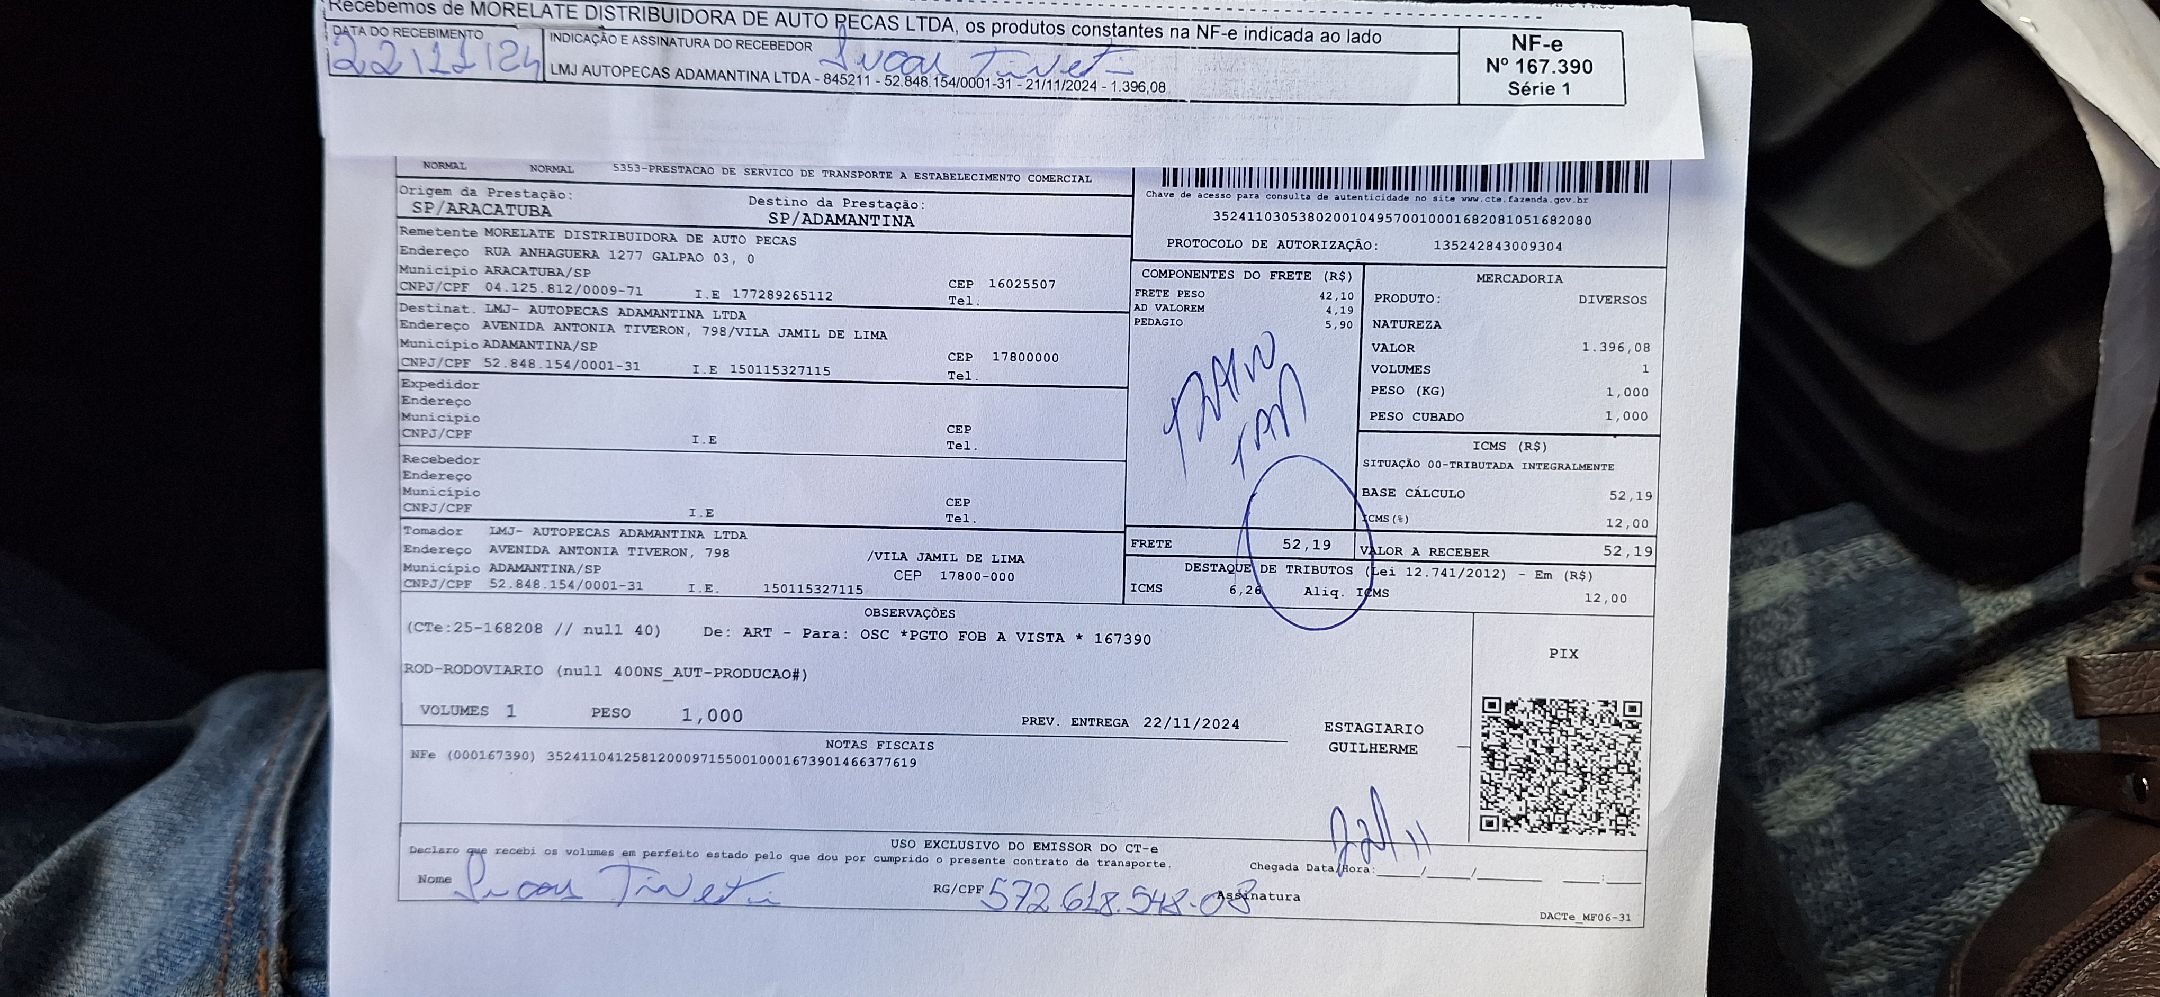 Recebemos de MORELATE DISTRIBUIDORA DE AUTO PECAS LTDA, os produtos constantes na NF-e indicada ao lado
DATA DO RECEBIMENTO
22/11/24
INDICAÇÃO E ASSINATURA DO RECEBEDOR
LMJ AUTOPECAS ADAMANTINA LTDA - 845211 - 52.848.154/0001-31 - 21/11/2024 - 1.396,08
NF-e
Nº 167.390
Série 1
NORMAL NORMAL 5353-PRESTACAO DE SERVICO DE TRANSPORTE A ESTABELECIMENTO COMERCIAL
Origem da Prestação:
SP/ARACATUBA
Destino da Prestação:
SP/ADAMANTINA
Chave de acesso para consulta de autenticidade no site www.cte.fazenda.gov.br
35241103053802001049570010001682081051682080
PROTOCOLO DE AUTORIZAÇÃO: 135242843009304
Remetente MORELATE DISTRIBUIDORA DE AUTO PECAS
Endereco RUA ANHAGUERA 1277 GALPAO 03, 0
Municipio ARACATUBA/SP CEP 16025507
CNPJ/CPF 04.125.812/0009-71 I.E 177289265112 Tel.
Destinat. LMJ- AUTOPECAS ADAMANTINA LTDA
Endereco AVENIDA ANTONIA TIVERON, 798/VILA JAMIL DE LIMA
Municipio ADAMANTINA/SP CEP 17800000
CNPJ/CPF 52.848.154/0001-31 I.E 150115327115 Tel.
Expedidor
Endereço
Municipio
CNPJ/CPF I.E CEP
Tel.
Recebedor
Endereço
Município
CNPJ/CPF I.E CEP
Tel.
Tomador LMJ- AUTOPECAS ADAMANTINA LTDA
Endereço AVENIDA ANTONIA TIVERON, 798 /VILA JAMIL DE LIMA
Município ADAMANTINA/SP CEP 17800-000
CNPJ/CPF 52.848.154/0001-31 I.E. 150115327115
COMPONENTES DO FRETE (R$)
FRETE PESO 42,10
AD VALOREM 4,19
PEDAGIO 5,90
FRETE 52,19
MERCADORIA
PRODUTO: DIVERSOS
NATUREZA
VALOR 1.396,08
VOLUMES 1
PESO (KG) 1,000
PESO CUBADO 1,000
ICMS (R$)
SITUAÇÃO 00-TRIBUTADA INTEGRALMENTE
BASE CÁLCULO 52,19
ICMS(%) 12,00
VALOR A RECEBER 52,19
DESTAQUE DE TRIBUTOS (Lei 12.741/2012) - Em (R$)
ICMS 6,26 Aliq. ICMS 12,00
OBSERVAÇÕES
(CTe:25-168208 // null 40) De: ART - Para: OSC *PGTO FOB A VISTA * 167390
ROD-RODOVIARIO (null 400NS_AUT-PRODUCAO#)
VOLUMES 1 PESO 1,000 PREV. ENTREGA 22/11/2024
ESTAGIARIO
GUILHERME
PIX
NOTAS FISCAIS
NFe (000167390) 35241104125812000971550010001673901466377619
USO EXCLUSIVO DO EMISSOR DO CT-e
Declaro que recebi os volumes em perfeito estado pelo que dou por cumprido o presente contrato de transporte.
Chegada Data/Hora:____/____/______ ____:____
Nome RG/CPF 572.618.548-08 Assinatura
DACTe_MF06-31